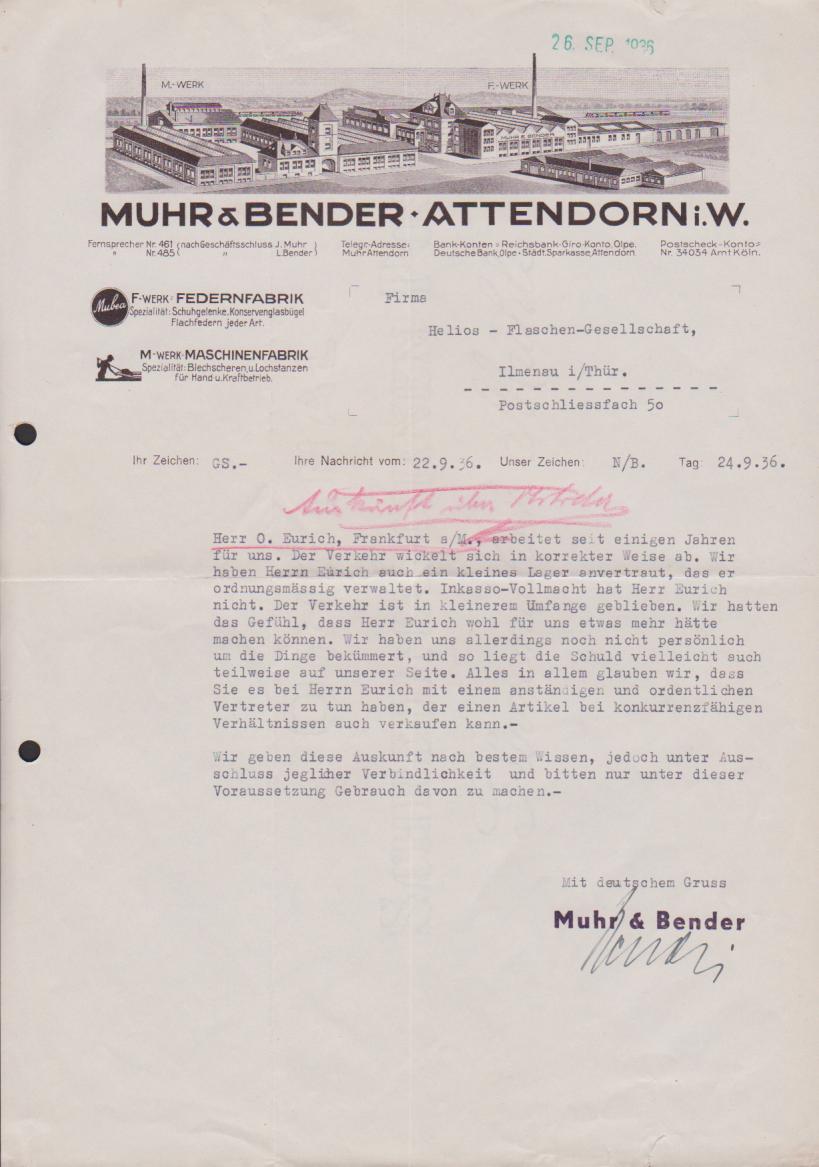 26. SEP. 1936
M.-WERK
F.-WERK
MUHR & BENDER
MUHR & BENDER · ATTENDORN i.W.
Fernsprecher Nr. 461 (nach Geschäftsschluss J. Muhr)
" Nr. 485 ( " L. Bender)
Telegr.-Adresse:
Muhr Attendorn
Bank-Konten: Reichsbank-Giro-Konto, Olpe.
Deutsche Bank, Olpe · Städt. Sparkasse, Attendorn
Postscheck-Konto:
Nr. 34034 Amt Köln.
Mubea
F-WERK: FEDERNFABRIK
Spezialität: Schuhgelenke, Konservenglasbügel
Flachfedern jeder Art.
M-WERK: MASCHINENFABRIK
Spezialität: Blechscheren, u. Lochstanzen
für Hand u. Kraftbetrieb.
Firma
Helios - Flaschen-Gesellschaft,
Ilmenau i/Thür.
Postschliessfach 50
Ihr Zeichen: GS.- Ihre Nachricht vom: 22.9.36. Unser Zeichen: N/B. Tag: 24.9.36.
Auskunft über
Herr O. Eurich, Frankfurt a/M., arbeitet seit einigen Jahren
für uns. Der Verkehr wickelt sich in korrekter Weise ab. Wir
haben Herrn Eurich auch ein kleines Lager anvertraut, das er
ordnungsmässig verwaltet. Inkasso-Vollmacht hat Herr Eurich
nicht. Der Verkehr ist in kleinerem Umfange geblieben. Wir hatten
das Gefühl, dass Herr Eurich wohl für uns etwas mehr hätte
machen können. Wir haben uns allerdings noch nicht persönlich
um die Dinge bekümmert, und so liegt die Schuld vielleicht auch
teilweise auf unserer Seite. Alles in allem glauben wir, dass
Sie es bei Herrn Eurich mit einem anständigen und ordentlichen
Vertreter zu tun haben, der einen Artikel bei konkurrenzfähigen
Verhältnissen auch verkaufen kann.-
Wir geben diese Auskunft nach bestem Wissen, jedoch unter Aus-
schluss jeglicher Verbindlichkeit und bitten nur unter dieser
Voraussetzung Gebrauch davon zu machen.-
Mit deutschem Gruss
Muhr & Bender